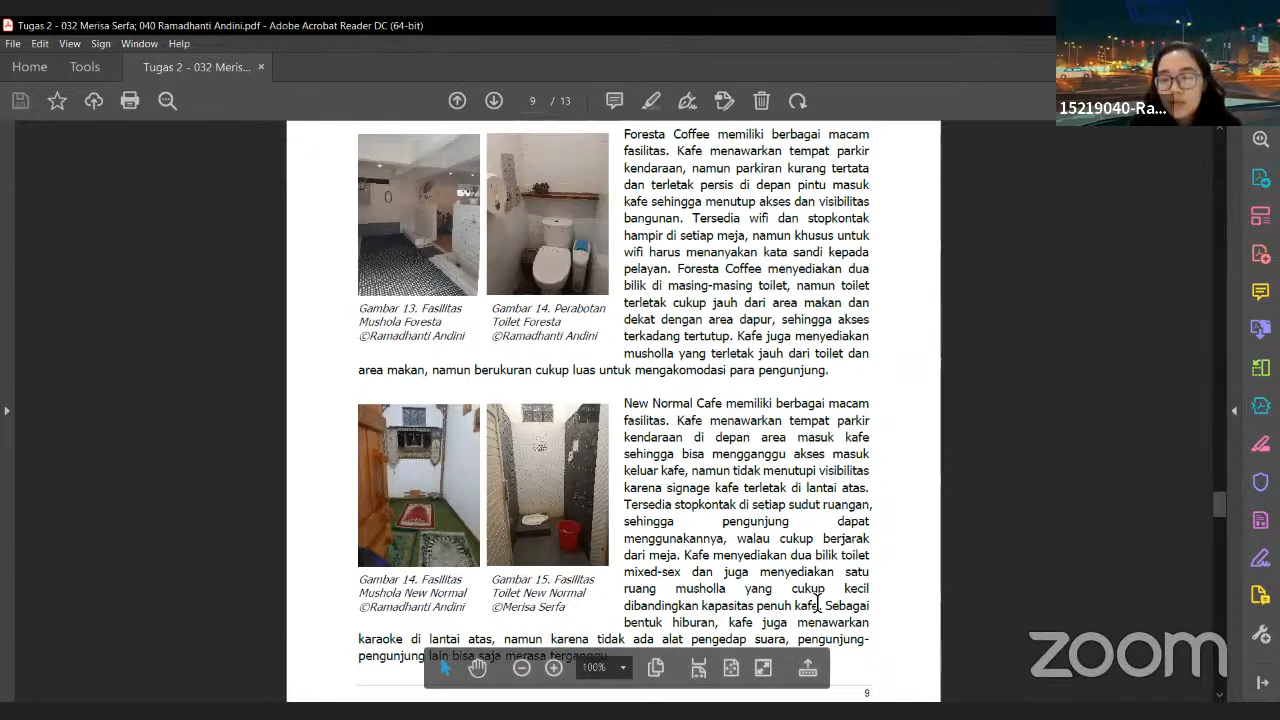 Tugas 2 - 032 Merisa Serfa; 040 Ramadhanti Andini.pdf - Adobe Acrobat Reader DC (64-bit)
File Edit View Sign Window Help
Home Tools Tugas 2 - 032 Meris... ×
9 / 13
15219040-Ra...
Foresta Coffee memiliki berbagai macam
fasilitas. Kafe menawarkan tempat parkir
kendaraan, namun parkiran kurang tertata
dan terletak persis di depan pintu masuk
kafe sehingga menutup akses dan visibilitas
bangunan. Tersedia wifi dan stopkontak
hampir di setiap meja, namun khusus untuk
wifi harus menanyakan kata sandi kepada
pelayan. Foresta Coffee menyediakan dua
bilik di masing-masing toilet, namun toilet
terletak cukup jauh dari area makan dan
dekat dengan area dapur, sehingga akses
terkadang tertutup. Kafe juga menyediakan
musholla yang terletak jauh dari toilet dan
area makan, namun berukuran cukup luas untuk mengakomodasi para pengunjung.
Gambar 13. Fasilitas
Mushola Foresta
©Ramadhanti Andini
Gambar 14. Perabotan
Toilet Foresta
©Ramadhanti Andini
New Normal Cafe memiliki berbagai macam
fasilitas. Kafe menawarkan tempat parkir
kendaraan di depan area masuk kafe
sehingga bisa mengganggu akses masuk
keluar kafe, namun tidak menutupi visibilitas
karena signage kafe terletak di lantai atas.
Tersedia stopkontak di setiap sudut ruangan,
sehingga pengunjung dapat
menggunakannya, walau cukup berjarak
dari meja. Kafe menyediakan dua bilik toilet
mixed-sex dan juga menyediakan satu
ruang musholla yang cukup kecil
dibandingkan kapasitas penuh kafe. Sebagai
bentuk hiburan, kafe juga menawarkan
karaoke di lantai atas, namun karena tidak ada alat pengedap suara, pengunjung-
pengunjung lain bisa saja merasa terganggu.
Gambar 14. Fasilitas
Mushola New Normal
©Ramadhanti Andini
Gambar 15. Fasilitas
Toilet New Normal
©Merisa Serfa
100%
9
zoom